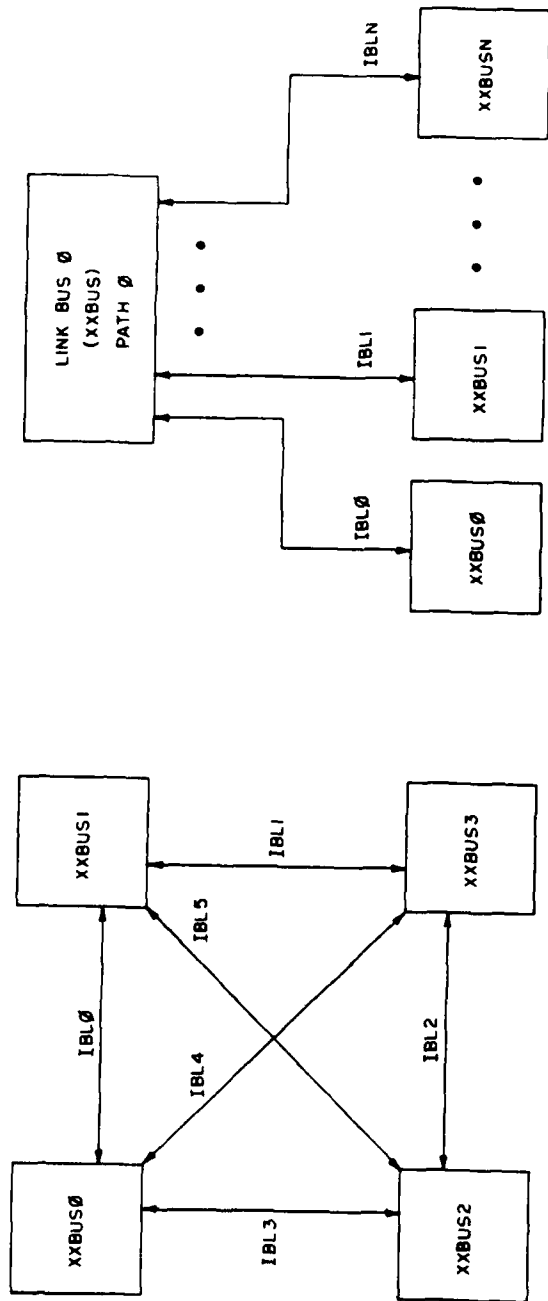 XXBUSØ
IBLØ
XXBUS1
IBL3
IBL4
IBL5
IBL1
XXBUS2
IBL2
XXBUS3
LINK BUS Ø
(XXBUS)
PATH Ø
IBLØ
IBL1
IBLN
XXBUSØ
XXBUS1
XXBUSN